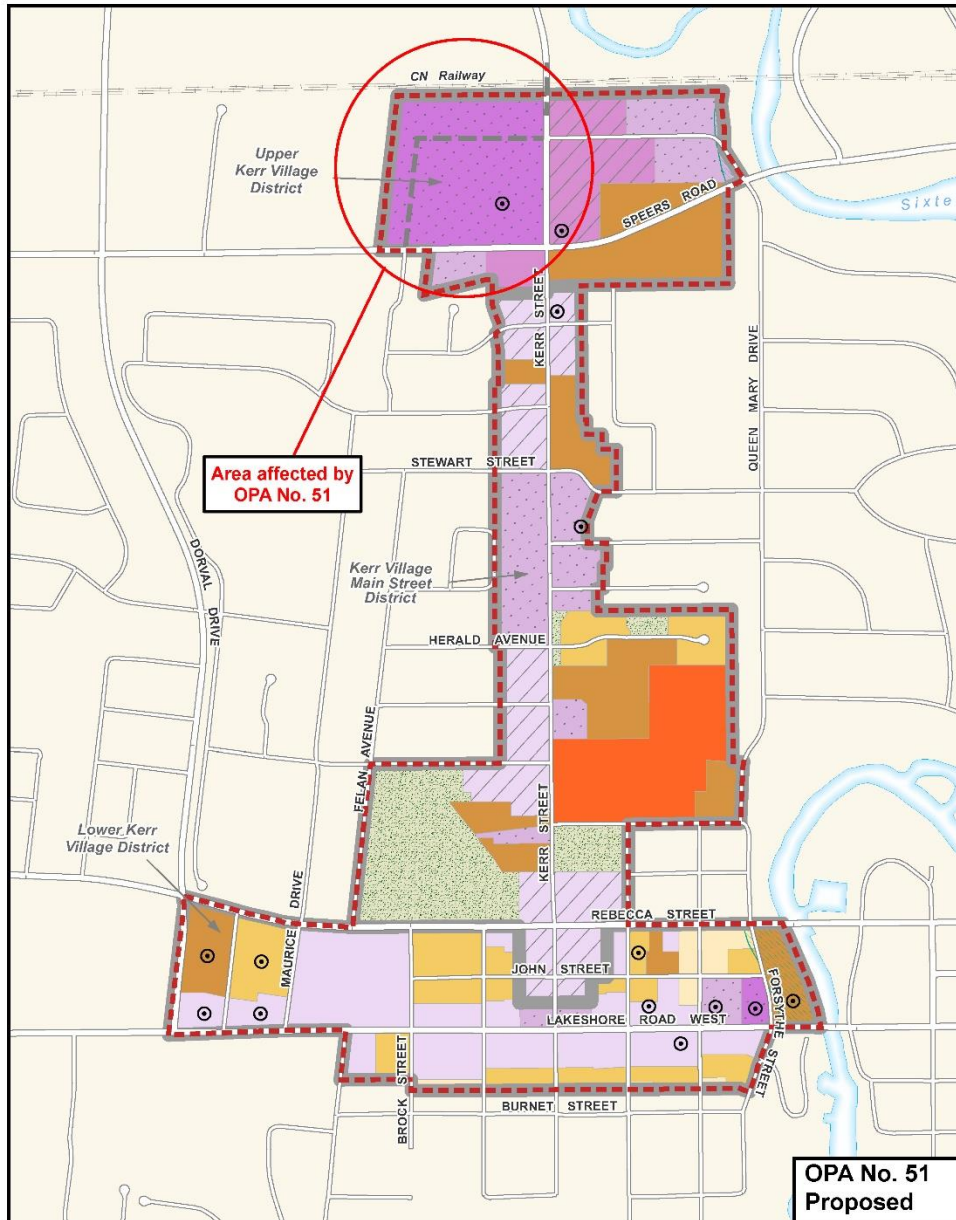 CN Railway
Upper
Kerr Village
District
SPEERS ROAD
Sixte
KERR STREET
QUEEN MARY DRIVE
Area affected by
OPA No. 51
STEWART STREET
DORVAL DRIVE
Kerr Village
Main Street
District
HERALD AVENUE
FELAN AVENUE
KERR STREET
Lower Kerr
Village District
MAURICE DRIVE
REBECCA STREET
JOHN STREET
FORSYTHE STREET
LAKESHORE ROAD WEST
BROCK STREET
BURNET STREET
OPA No. 51
Proposed